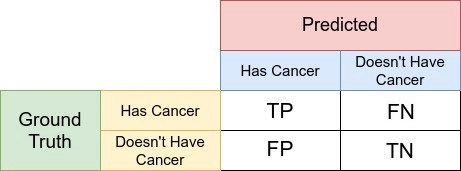 Predicted
Has Cancer
Doesn't Have
Cancer
Ground
Truth
Has Cancer
TP
FN
Doesn't Have
Cancer
FP
TN